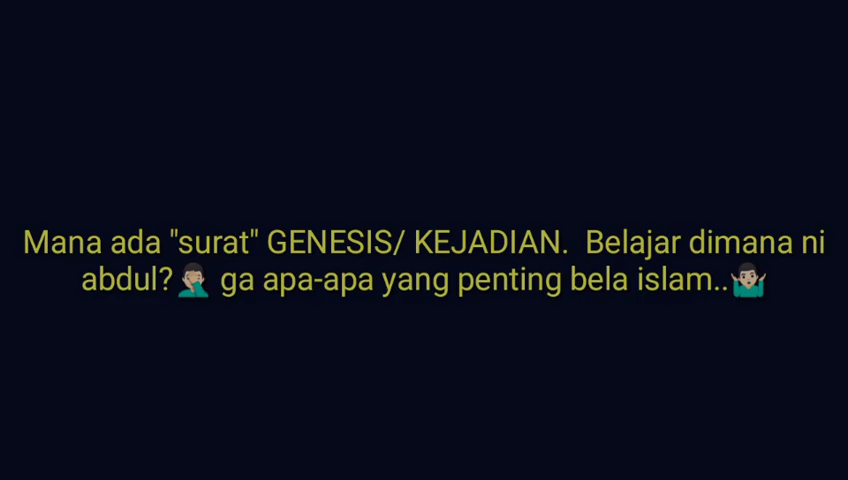 Mana ada "surat" GENESIS/ KEJADIAN.  Belajar dimana ni
abdul?🤦🏼‍♂️ ga apa-apa yang penting bela islam..🤷🏻‍♂️